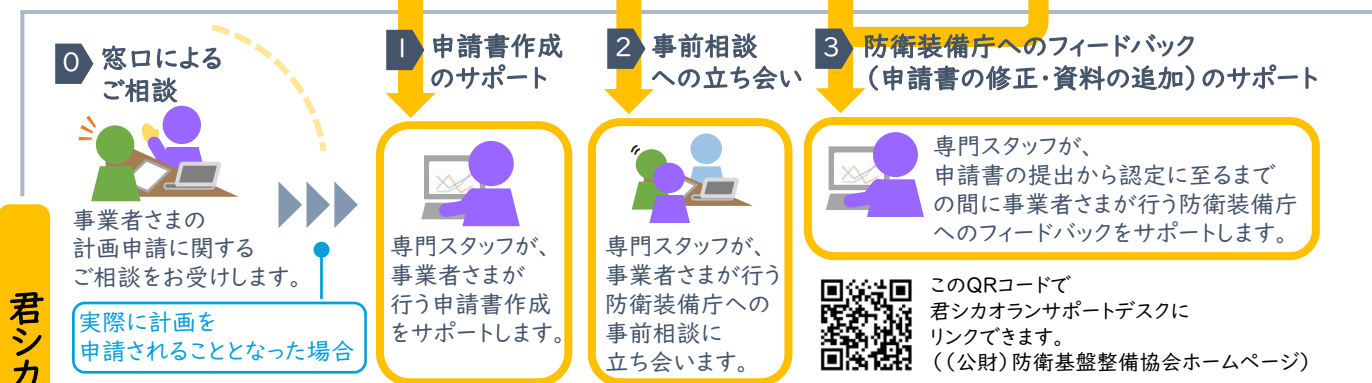 0 窓口による
ご相談
事業者さまの
計画申請に関する
ご相談をお受けします。
実際に計画を
申請されることとなった場合
1 申請書作成
のサポート
専門スタッフが、
事業者さまが
行う申請書作成
をサポートします。
2 事前相談
への立ち会い
専門スタッフが、
事業者さまが行う
防衛装備庁への
事前相談に
立ち会います。
3 防衛装備庁へのフィードバック
(申請書の修正・資料の追加)のサポート
専門スタッフが、
申請書の提出から認定に至るまで
の間に事業者さまが行う防衛装備庁
へのフィードバックをサポートします。
このQRコードで
君シカオランサポートデスクに
リンクできます。
((公財)防衛基盤整備協会ホームページ)
君シカ